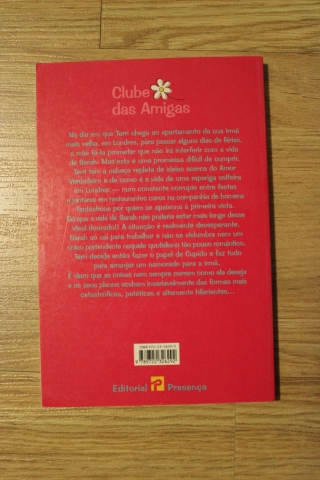 Clube
das Amigas
No dia em que Terri chega ao apartamento da sua irmã
mais velha, em Londres, para passar alguns dias de férias,
a mãe fá-la prometer que não irá interferir com a vida
de Sarah. Mas esta é uma promessa difícil de cumprir.
Terri tem a cabeça repleta de ideias acerca do Amor
Verdadeiro e de como é a vida de uma rapariga solteira
em Londres — num constante corrupio entre festas
e jantares em restaurantes caros na companhia de homens
fantásticos por quem se apaixona à primeira vista.
Só que a vida de Sarah não poderia estar mais longe desse
ideal dourado! A situação é realmente desesperante.
Sarah só sai para trabalhar e não se vislumbra nem um
único pretendente naquele quotidiano tão pouco romântico.
Terri decide então fazer o papel de Cupido e faz tudo
para arranjar um namorado para a irmã.
É claro que as coisas nem sempre correm como ela deseja
e os seus planos acabam invariavelmente das formas mais
catastróficas, patéticas e altamente hilariantes...
Editorial Presença